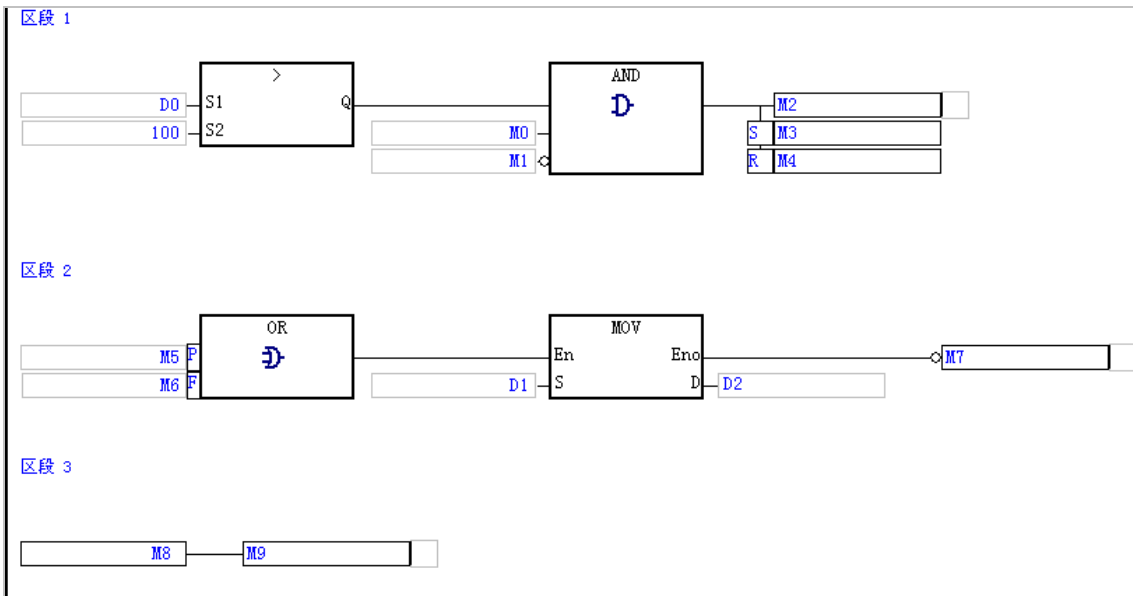 区段 1
> AND
D0 S1 Q M2
100 S2 M0 S M3
M1 R M4
区段 2
OR MOV
M5 P En Eno M7
M6 F D1 S D D2
区段 3
M8 M9